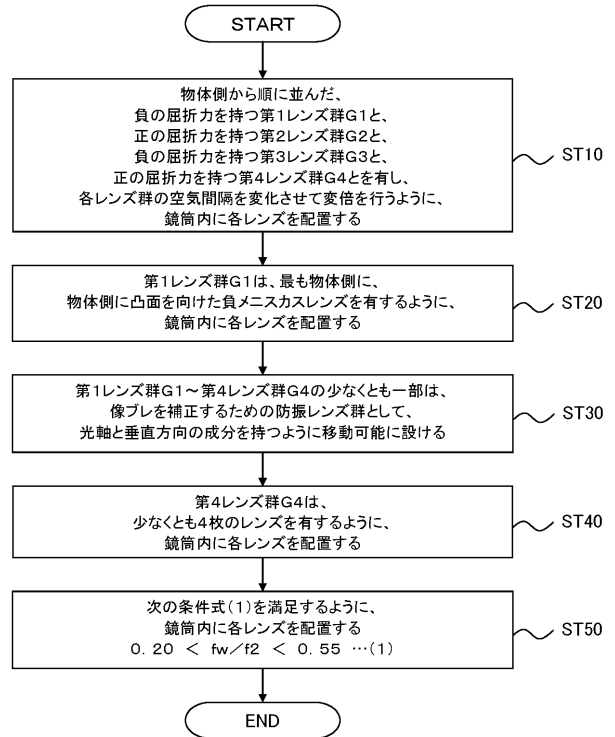 START
物体側から順に並んだ、
負の屈折力を持つ第1レンズ群G1と、
正の屈折力を持つ第2レンズ群G2と、
負の屈折力を持つ第3レンズ群G3と、
正の屈折力を持つ第4レンズ群G4とを有し、
各レンズ群の空気間隔を変化させて変倍を行うように、
鏡筒内に各レンズを配置する
ST10
第1レンズ群G1は、最も物体側に、
物体側に凸面を向けた負メニスカスレンズを有するように、
鏡筒内に各レンズを配置する
ST20
第1レンズ群G1～第4レンズ群G4の少なくとも一部は、
像ブレを補正するための防振レンズ群として、
光軸と垂直方向の成分を持つように移動可能に設ける
ST30
第4レンズ群G4は、
少なくとも4枚のレンズを有するように、
鏡筒内に各レンズを配置する
ST40
次の条件式(1)を満足するように、
鏡筒内に各レンズを配置する
0.20 < fw/f2 < 0.55 …(1)
ST50
END